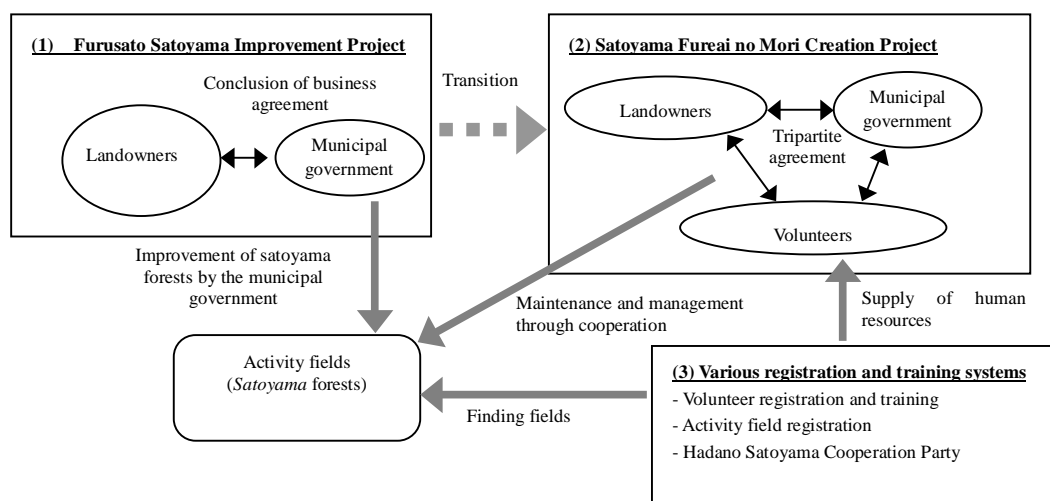 (1) Furusato Satoyama Improvement Project
Conclusion of business
agreement
Landowners
Municipal
government
Transition
(2) Satoyama Fureai no Mori Creation Project
Landowners
Municipal
government
Tripartite
agreement
Volunteers
Improvement of satoyama
forests by the municipal
government
Maintenance and management
through cooperation
Supply of human
resources
Activity fields
(Satoyama forests)
Finding fields
(3) Various registration and training systems
- Volunteer registration and training
- Activity field registration
- Hadano Satoyama Cooperation Party